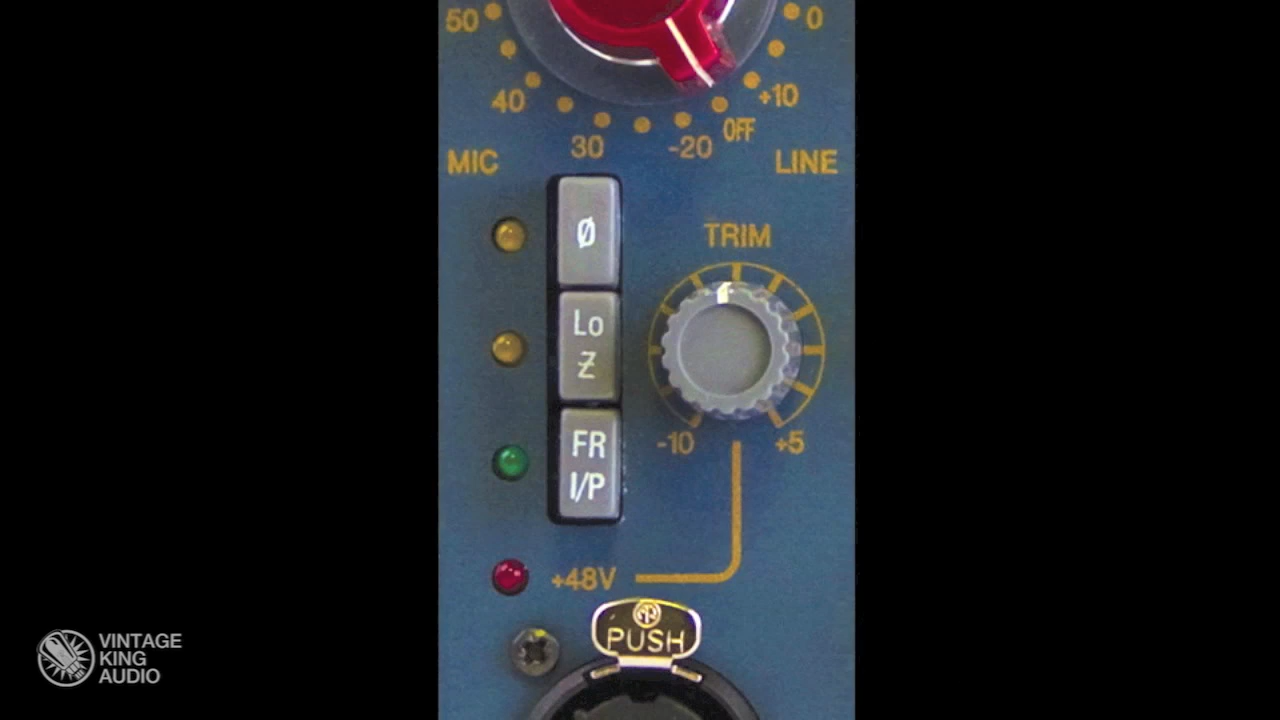 50
0
40
+10
30
-20
OFF
MIC
LINE
Ø
TRIM
Lo
Z
FR
I/P
-10
+5
+48V
PUSH
VINTAGE
KING
AUDIO